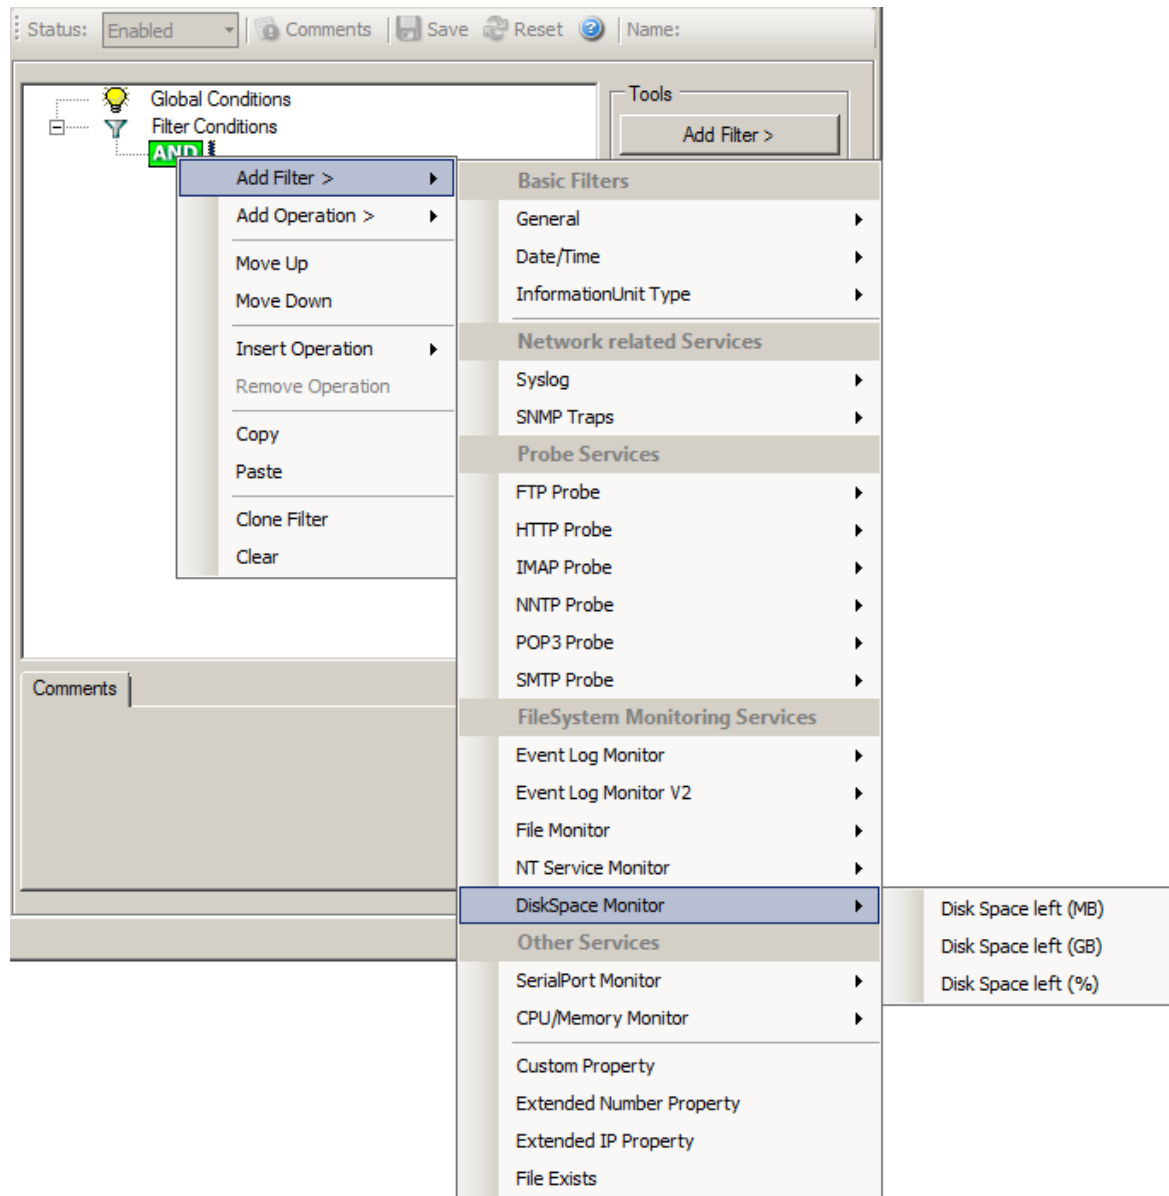 Status: Enabled Comments Save Reset Name:
Global Conditions
Filter Conditions
AND
Tools
Add Filter >
Add Filter >
Add Operation >
Move Up
Move Down
Insert Operation
Remove Operation
Copy
Paste
Clone Filter
Clear
Basic Filters
General
Date/Time
InformationUnit Type
Network related Services
Syslog
SNMP Traps
Probe Services
FTP Probe
HTTP Probe
IMAP Probe
NNTP Probe
POP3 Probe
SMTP Probe
FileSystem Monitoring Services
Event Log Monitor
Event Log Monitor V2
File Monitor
NT Service Monitor
DiskSpace Monitor
Other Services
SerialPort Monitor
CPU/Memory Monitor
Custom Property
Extended Number Property
Extended IP Property
File Exists
Disk Space left (MB)
Disk Space left (GB)
Disk Space left (%)
Comments